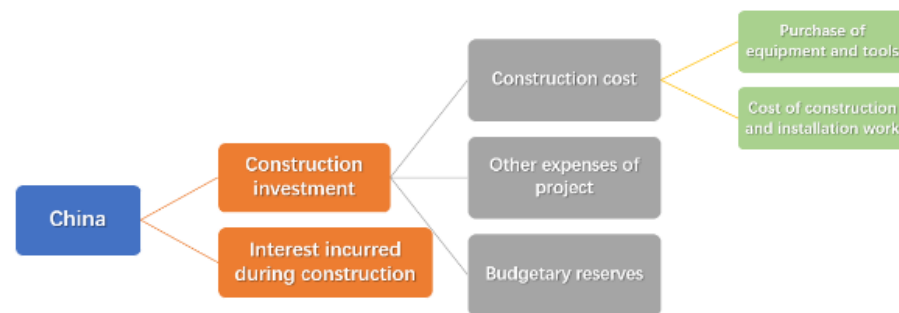 China
Construction
investment
Interest incurred
during construction
Construction cost
Other expenses of
project
Budgetary reserves
Purchase of
equipment and tools
Cost of construction
and installation work